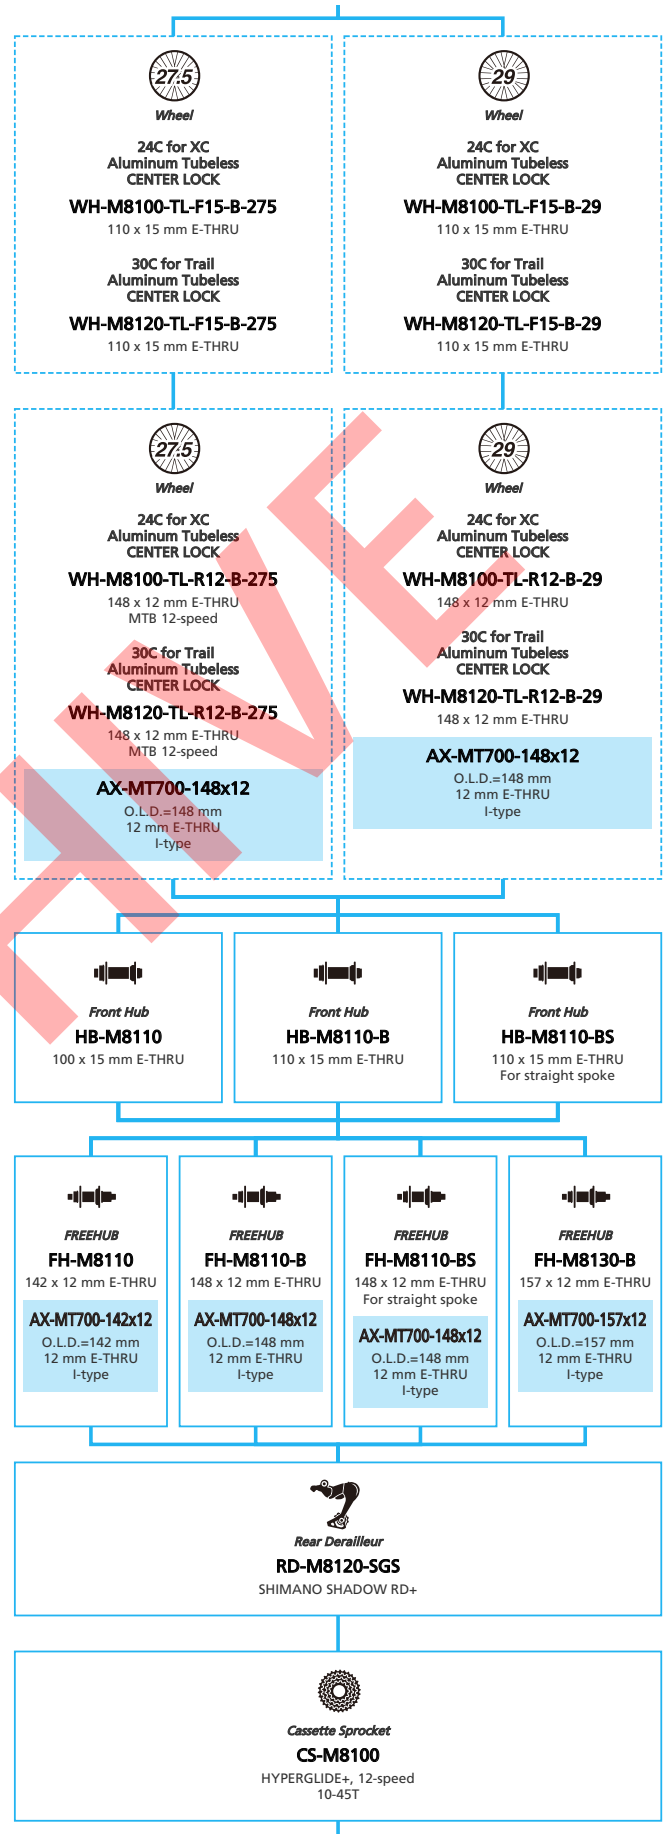 27.5
Wheel
24C for XC
Aluminum Tubeless
CENTER LOCK
WH-M8100-TL-F15-B-275
110 x 15 mm E-THRU
30C for Trail
Aluminum Tubeless
CENTER LOCK
WH-M8120-TL-F15-B-275
110 x 15 mm E-THRU
29
Wheel
24C for XC
Aluminum Tubeless
CENTER LOCK
WH-M8100-TL-F15-B-29
110 x 15 mm E-THRU
30C for Trail
Aluminum Tubeless
CENTER LOCK
WH-M8120-TL-F15-B-29
110 x 15 mm E-THRU
27.5
Wheel
24C for XC
Aluminum Tubeless
CENTER LOCK
WH-M8100-TL-R12-B-275
148 x 12 mm E-THRU
MTB 12-speed
30C for Trail
Aluminum Tubeless
CENTER LOCK
WH-M8120-TL-R12-B-275
148 x 12 mm E-THRU
MTB 12-speed
AX-MT700-148x12
O.L.D.=148 mm
12 mm E-THRU
I-type
29
Wheel
24C for XC
Aluminum Tubeless
CENTER LOCK
WH-M8100-TL-R12-B-29
148 x 12 mm E-THRU
30C for Trail
Aluminum Tubeless
CENTER LOCK
WH-M8120-TL-R12-B-29
148 x 12 mm E-THRU
AX-MT700-148x12
O.L.D.=148 mm
12 mm E-THRU
I-type
HIVE
Front Hub
HB-M8110
100 x 15 mm E-THRU
Front Hub
HB-M8110-B
110 x 15 mm E-THRU
Front Hub
HB-M8110-BS
110 x 15 mm E-THRU
For straight spoke
FREEHUB
FH-M8110
142 x 12 mm E-THRU
AX-MT700-142x12
O.L.D.=142 mm
12 mm E-THRU
I-type
FREEHUB
FH-M8110-B
148 x 12 mm E-THRU
AX-MT700-148x12
O.L.D.=148 mm
12 mm E-THRU
I-type
FREEHUB
FH-M8110-BS
148 x 12 mm E-THRU
For straight spoke
AX-MT700-148x12
O.L.D.=148 mm
12 mm E-THRU
I-type
FREEHUB
FH-M8130-B
157 x 12 mm E-THRU
AX-MT700-157x12
O.L.D.=157 mm
12 mm E-THRU
I-type
Rear Derailleur
RD-M8120-SGS
SHIMANO SHADOW RD+
Cassette Sprocket
CS-M8100
HYPERGLIDE+, 12-speed
10-45T